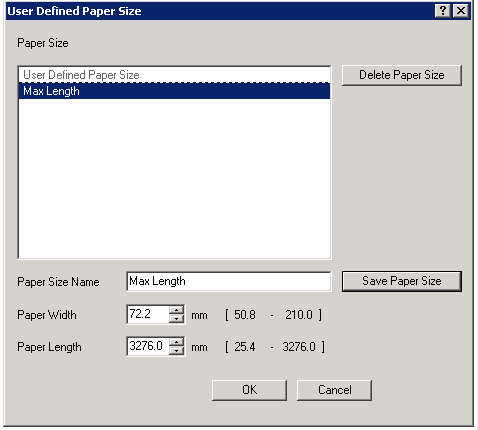 User Defined Paper Size
Paper Size
User Defined Paper Size
Delete Paper Size
Max Length
Paper Size Name
Max Length
Save Paper Size
Paper Width
72.2 mm [ 50.8 - 210.0 ]
Paper Length
3276.0 mm [ 25.4 - 3276.0 ]
OK
Cancel